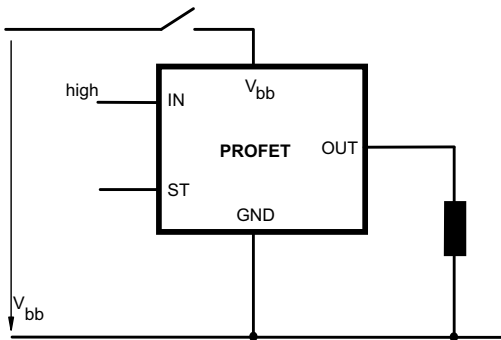 high
IN
Vbb
PROFET
OUT
ST
GND
Vbb